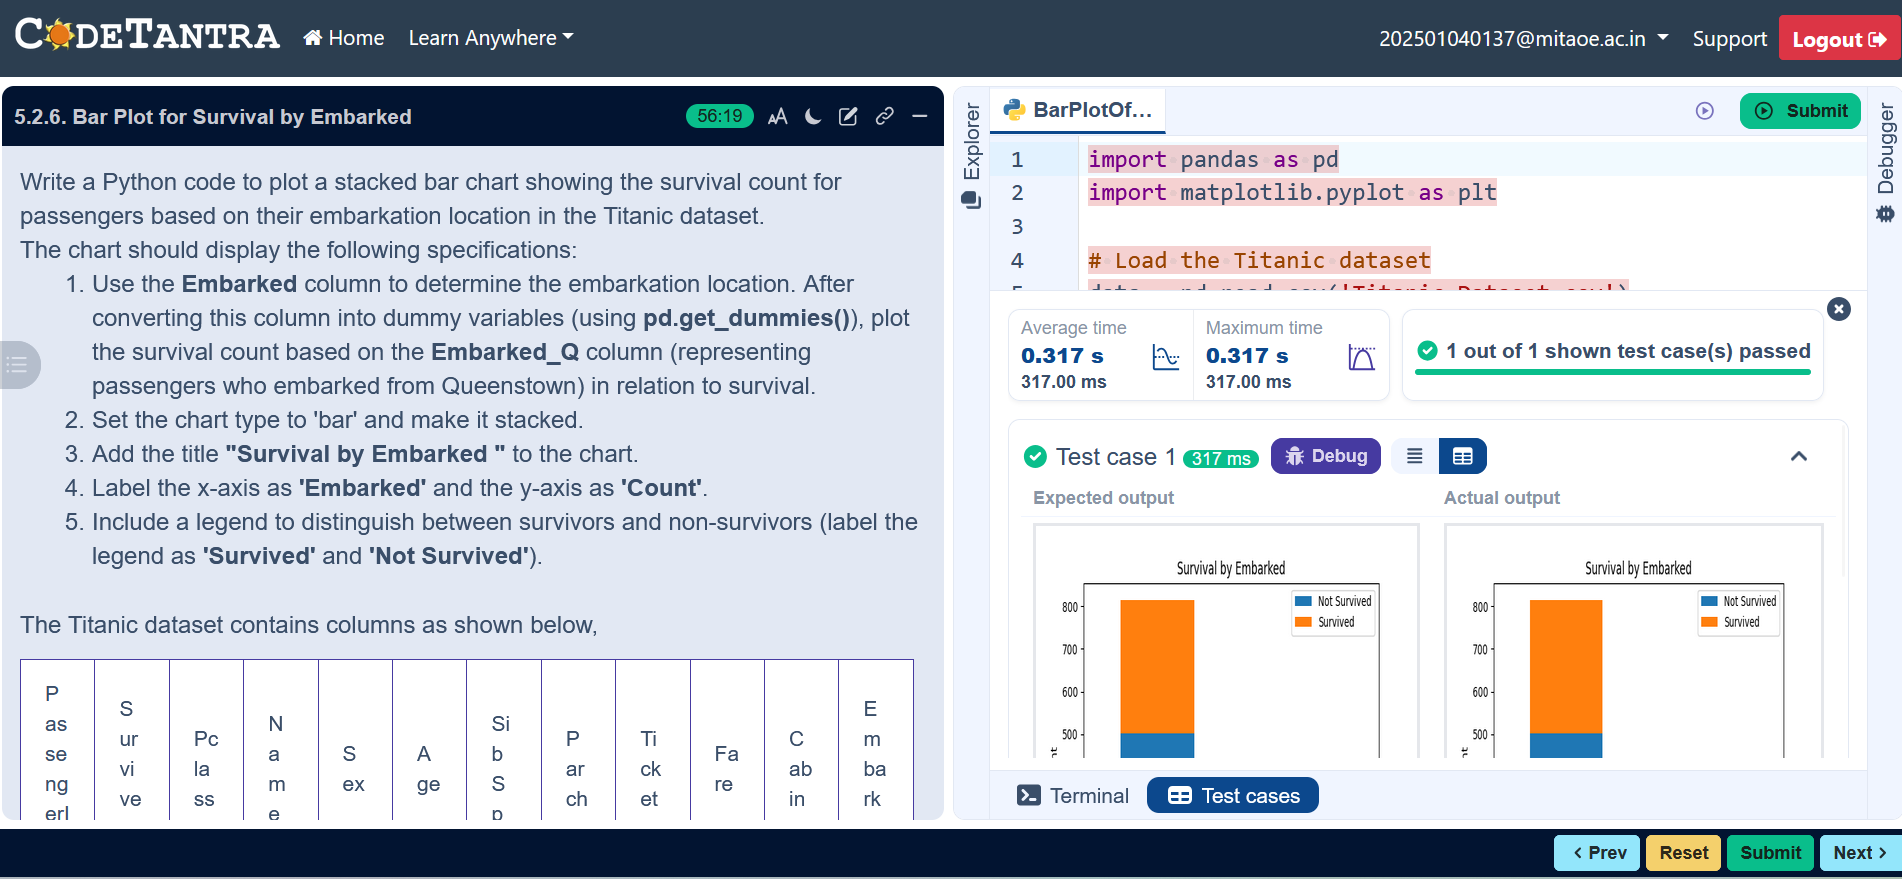 CODETANTRA Home Learn Anywhere 202501040137@mitaoe.ac.in Support Logout
5.2.6. Bar Plot for Survival by Embarked 56:19 AA
Write a Python code to plot a stacked bar chart showing the survival count for
passengers based on their embarkation location in the Titanic dataset.
The chart should display the following specifications:
1. Use the Embarked column to determine the embarkation location. After
converting this column into dummy variables (using pd.get_dummies()), plot
the survival count based on the Embarked_Q column (representing
passengers who embarked from Queenstown) in relation to survival.
2. Set the chart type to 'bar' and make it stacked.
3. Add the title "Survival by Embarked " to the chart.
4. Label the x-axis as 'Embarked' and the y-axis as 'Count'.
5. Include a legend to distinguish between survivors and non-survivors (label the
legend as 'Survived' and 'Not Survived').
The Titanic dataset contains columns as shown below,
P
as
se
ng
erI
S
ur
vi
ve
Pc
la
ss
N
a
m
e
S
ex
A
ge
Si
b
S
p
P
ar
ch
Ti
ck
et
Fa
re
C
ab
in
E
m
ba
rk
Explorer
BarPlotOf...
Submit
Debugger
1 import pandas as pd
2 import matplotlib.pyplot as plt
3
4 # Load the Titanic dataset
5 data = pd.read_csv('Titanic-Dataset.csv')
Average time
0.317 s
317.00 ms
Maximum time
0.317 s
317.00 ms
1 out of 1 shown test case(s) passed
Test case 1 317 ms Debug
Expected output
Actual output
Survival by Embarked
Not Survived
Survived
800
700
600
500
Survival by Embarked
Not Survived
Survived
800
700
600
500
Terminal Test cases
Prev Reset Submit Next